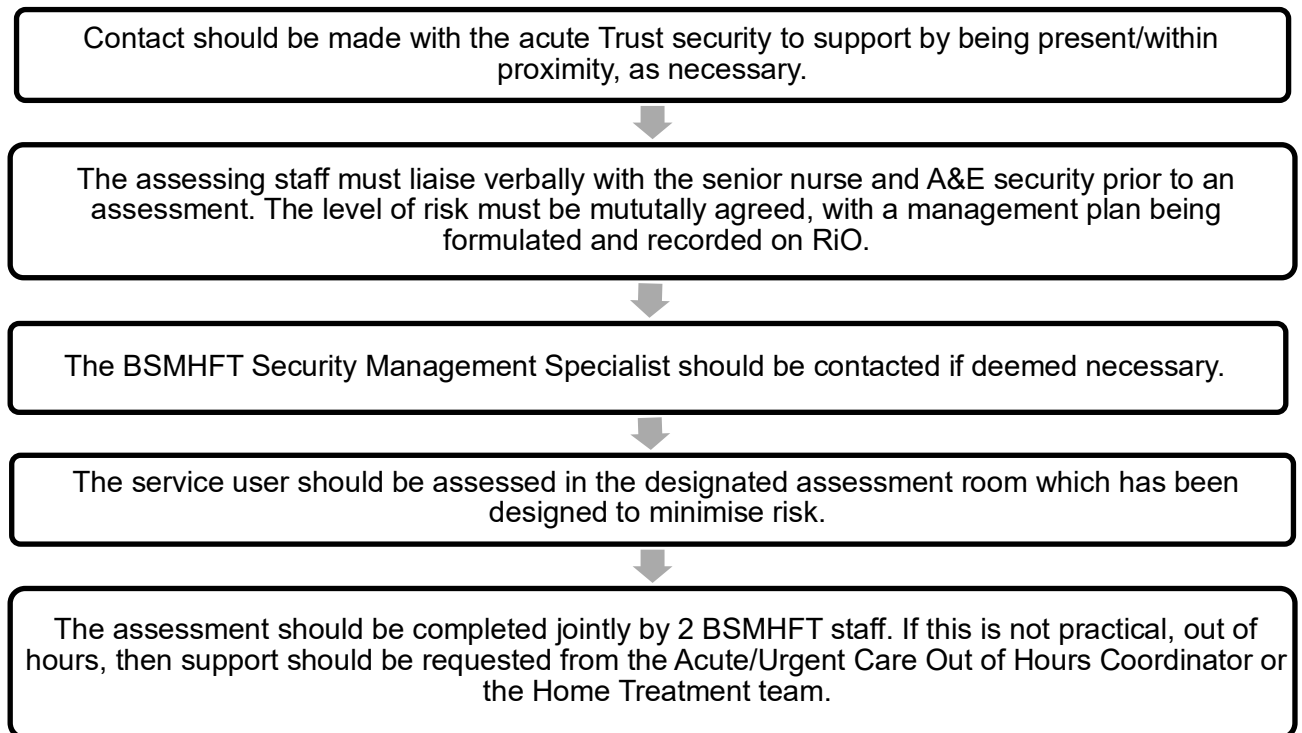 Contact should be made with the acute Trust security to support by being present/within
proximity, as necessary.
The assessing staff must liaise verbally with the senior nurse and A&E security prior to an
assessment. The level of risk must be mututally agreed, with a management plan being
formulated and recorded on RiO.
The BSMHFT Security Management Specialist should be contacted if deemed necessary.
The service user should be assessed in the designated assessment room which has been
designed to minimise risk.
The assessment should be completed jointly by 2 BSMHFT staff. If this is not practical, out of
hours, then support should be requested from the Acute/Urgent Care Out of Hours Coordinator or
the Home Treatment team.